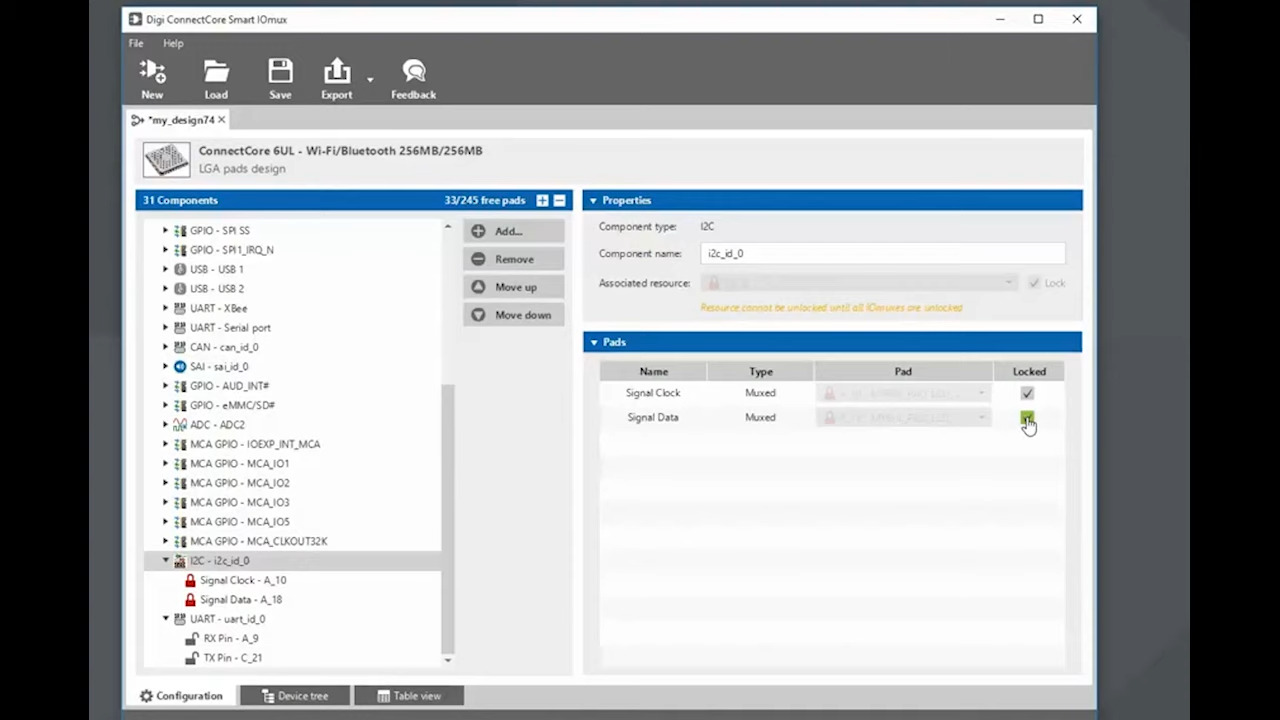 Digi ConnectCore Smart IOmux
File Help
New Load Save Export Feedback
*my_design74
ConnectCore 6UL - Wi-Fi/Bluetooth 256MB/256MB
LGA pads design
31 Components 33/245 free pads
GPIO - SPI SS
GPIO - SPI1_IRQ_N
USB - USB 1
USB - USB 2
UART - XBee
UART - Serial port
CAN - can_id_0
SAI - sai_id_0
GPIO - AUD_INT#
GPIO - eMMC/SD#
ADC - ADC2
MCA GPIO - IOEXP_INT_MCA
MCA GPIO - MCA_IO1
MCA GPIO - MCA_IO2
MCA GPIO - MCA_IO3
MCA GPIO - MCA_IO5
MCA GPIO - MCA_CLKOUT32K
I2C - i2c_id_0
Signal Clock - A_10
Signal Data - A_18
UART - uart_id_0
RX Pin - A_9
TX Pin - C_21
Add...
Remove
Move up
Move down
Properties
Component type: I2C
Component name: i2c_id_0
Associated resource: Lock
Resource cannot be unlocked until all IOmuxes are unlocked
Pads
Name Type Pad Locked
Signal Clock Muxed
Signal Data Muxed
Configuration Device tree Table view